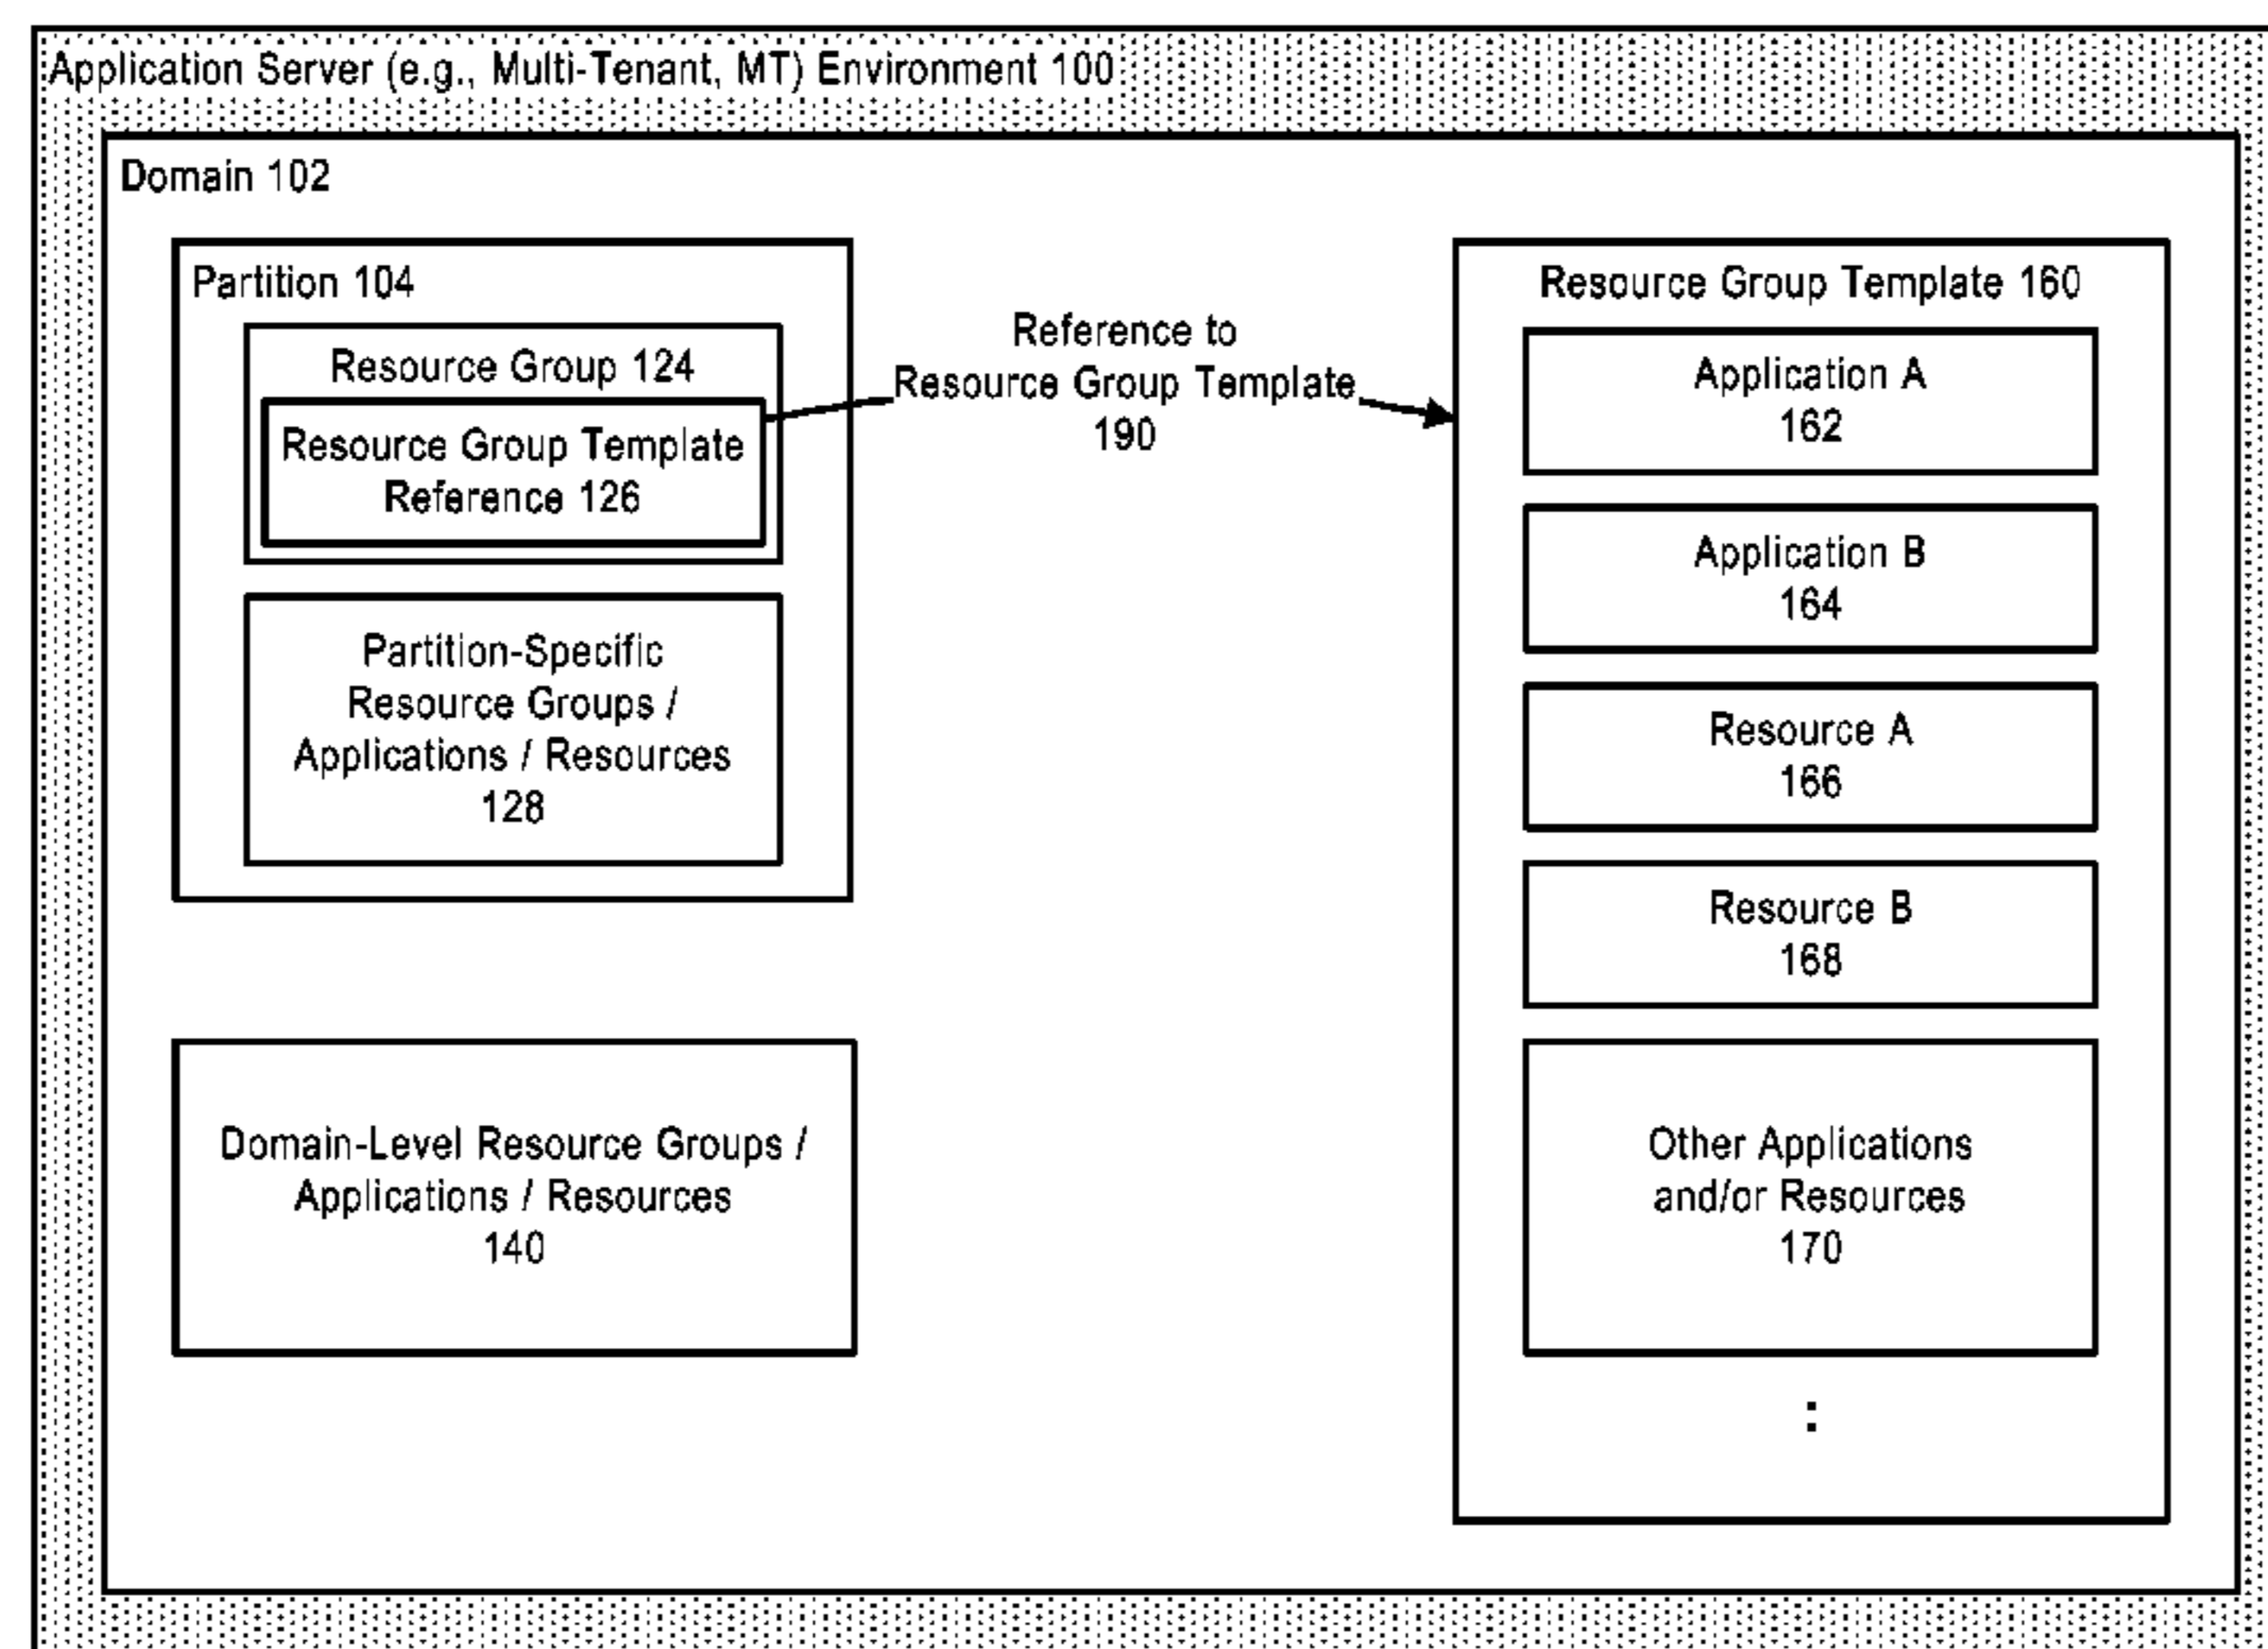 Application Server (e.g., Multi-Tenant, MT) Environment 100
Domain 102
Partition 104
Resource Group 124
Resource Group Template
Reference 126
Partition-Specific
Resource Groups /
Applications / Resources
128
Reference to
Resource Group Template
190
Resource Group Template 160
Application A
162
Application B
164
Resource A
166
Resource B
168
Other Applications
and/or Resources
170
:
Domain-Level Resource Groups /
Applications / Resources
140